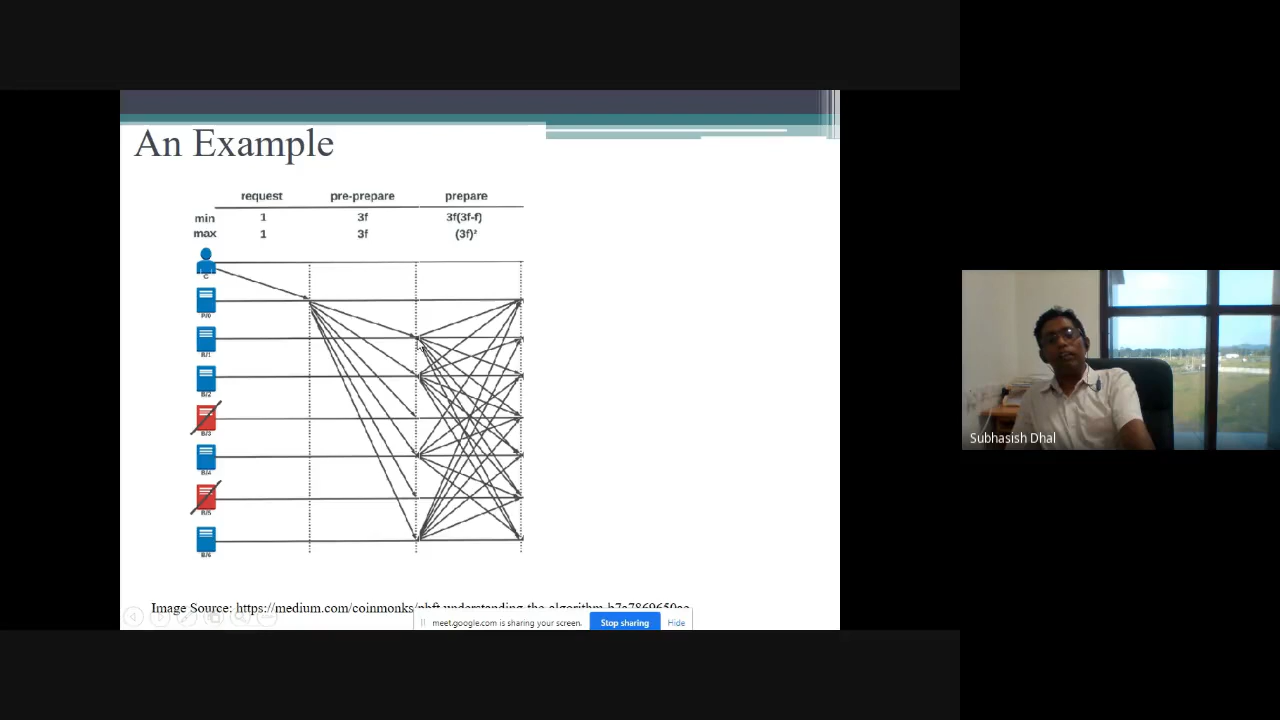 An Example
request pre-prepare prepare
min 1 3f 3f(3f-f)
max 1 3f (3f)²
C
P/0
B/1
B/2
B/3
B/4
B/5
B/6
Image Source: https://medium.com/coinmonks/pbft-understanding-the-algorithm-b7a7869650ae
meet.google.com is sharing your screen. Stop sharing Hide
Subhasish Dhal